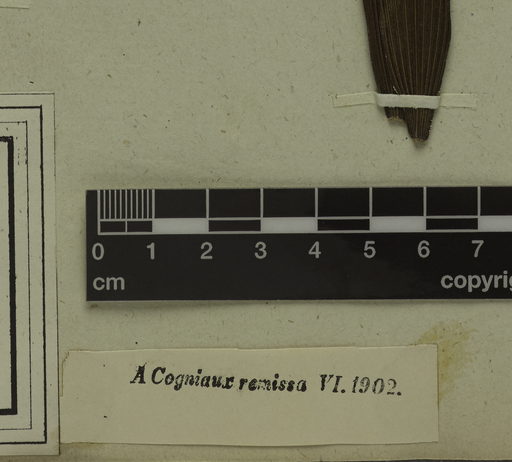 0 1 2 3 4 5 6 7
cm copyrig
A Cogniaux remissa VI. 1902.